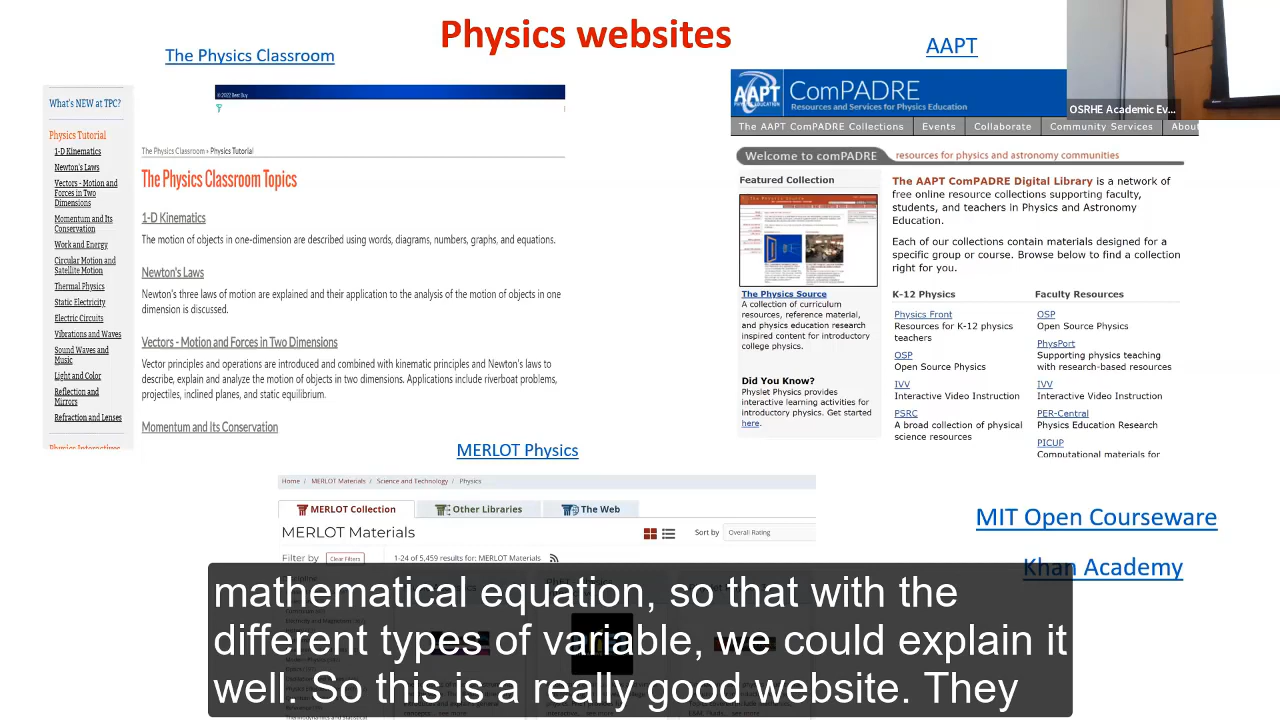 Physics websites
The Physics Classroom
AAPT
What's NEW at TPC?
Physics Tutorial
1-D Kinematics
Newton's Laws
Vectors - Motion and
Forces in Two
Dimensions
Momentum and Its
Conservation
Work and Energy
Circular Motion and
Satellite Motion
Thermal Physics
Static Electricity
Electric Circuits
Vibrations and Waves
Sound Waves and
Music
Light and Color
Reflection and
Mirrors
Refraction and Lenses
Physics Interactives
©2022 Best Buy
The Physics Classroom » Physics Tutorial
The Physics Classroom Topics
1-D Kinematics
The motion of objects in one-dimension are described using words, diagrams, numbers, graphs, and equations.
Newton's Laws
Newton's three laws of motion are explained and their application to the analysis of the motion of objects in one
dimension is discussed.
Vectors - Motion and Forces in Two Dimensions
Vector principles and operations are introduced and combined with kinematic principles and Newton's laws to
describe, explain and analyze the motion of objects in two dimensions. Applications include riverboat problems,
projectiles, inclined planes, and static equilibrium.
Momentum and Its Conservation
AAPT
PHYSICS EDUCATION
ComPADRE
Resources and Services for Physics Education
OSRHE Academic Ev...
The AAPT ComPADRE Collections
Events
Collaborate
Community Services
About
Welcome to comPADRE
resources for physics and astronomy communities
Featured Collection
The Physics Source
A collection of curriculum
resources, reference material,
and physics education research
inspired content for introductory
college physics.
Did You Know?
Physlet Physics provides
interactive learning activities for
introductory physics. Get started
here.
The AAPT ComPADRE Digital Library is a network of
free online resource collections supporting faculty,
students, and teachers in Physics and Astronomy
Education.
Each of our collections contain materials designed for a
specific group or course. Browse below to find a collection
right for you.
K-12 Physics
Physics Front
Resources for K-12 physics
teachers
OSP
Open Source Physics
IVV
Interactive Video Instruction
PSRC
A broad collection of physical
science resources
Faculty Resources
OSP
Open Source Physics
PhysPort
Supporting physics teaching
with research-based resources
IVV
Interactive Video Instruction
PER-Central
Physics Education Research
PICUP
Computational materials for
MERLOT Physics
Home / MERLOT Materials / Science and Technology / Physics
MERLOT Collection
Other Libraries
The Web
MERLOT Materials
Sort by
Overall Rating
Filter by
Clear Filters
1-24 of 5,459 results for: MERLOT Materials
MIT Open Courseware
Khan Academy
mathematical equation, so that with the
different types of variable, we could explain it
well. So this is a really good website. They